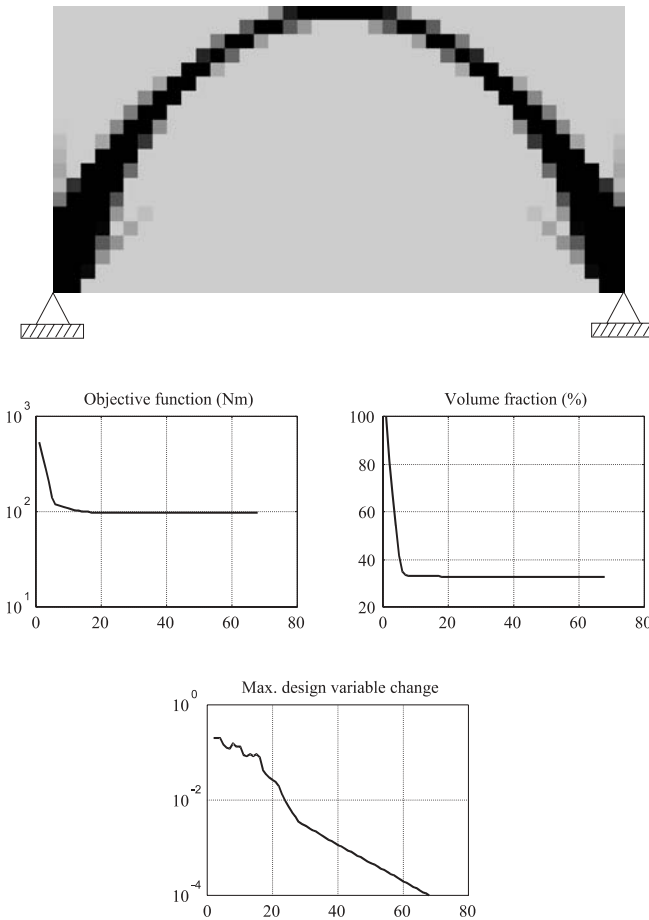 Objective function (Nm)
10^3
10^2
10^1
0 20 40 60 80
Volume fraction (%)
100
80
60
40
20
0 20 40 60 80
Max. design variable change
10^0
10^-2
10^-4
0 20 40 60 80